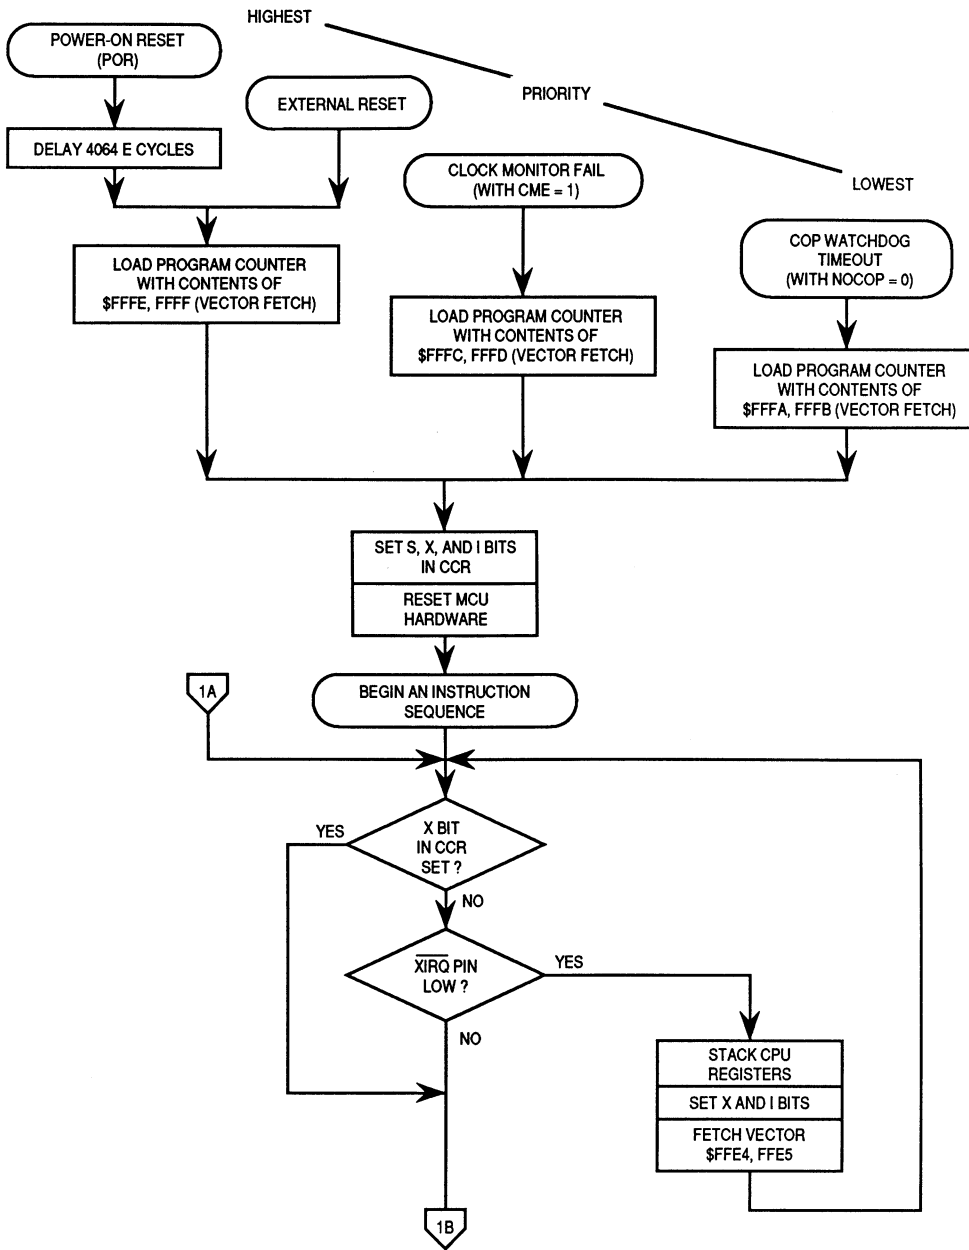 HIGHEST
POWER-ON RESET
(POR)
PRIORITY
EXTERNAL RESET
DELAY 4064 E CYCLES
CLOCK MONITOR FAIL
(WITH CME = 1)
LOWEST
COP WATCHDOG
TIMEOUT
(WITH NOCOP = 0)
LOAD PROGRAM COUNTER
WITH CONTENTS OF
$FFFE, FFFF (VECTOR FETCH)
LOAD PROGRAM COUNTER
WITH CONTENTS OF
$FFFC, FFFD (VECTOR FETCH)
LOAD PROGRAM COUNTER
WITH CONTENTS OF
$FFFA, FFFB (VECTOR FETCH)
SET S, X, AND I BITS
IN CCR
RESET MCU
HARDWARE
1A
BEGIN AN INSTRUCTION
SEQUENCE
YES
X BIT
IN CCR
SET ?
NO
X̅I̅R̅Q̅ PIN
LOW ?
YES
NO
STACK CPU
REGISTERS
SET X AND I BITS
FETCH VECTOR
$FFE4, FFE5
1B